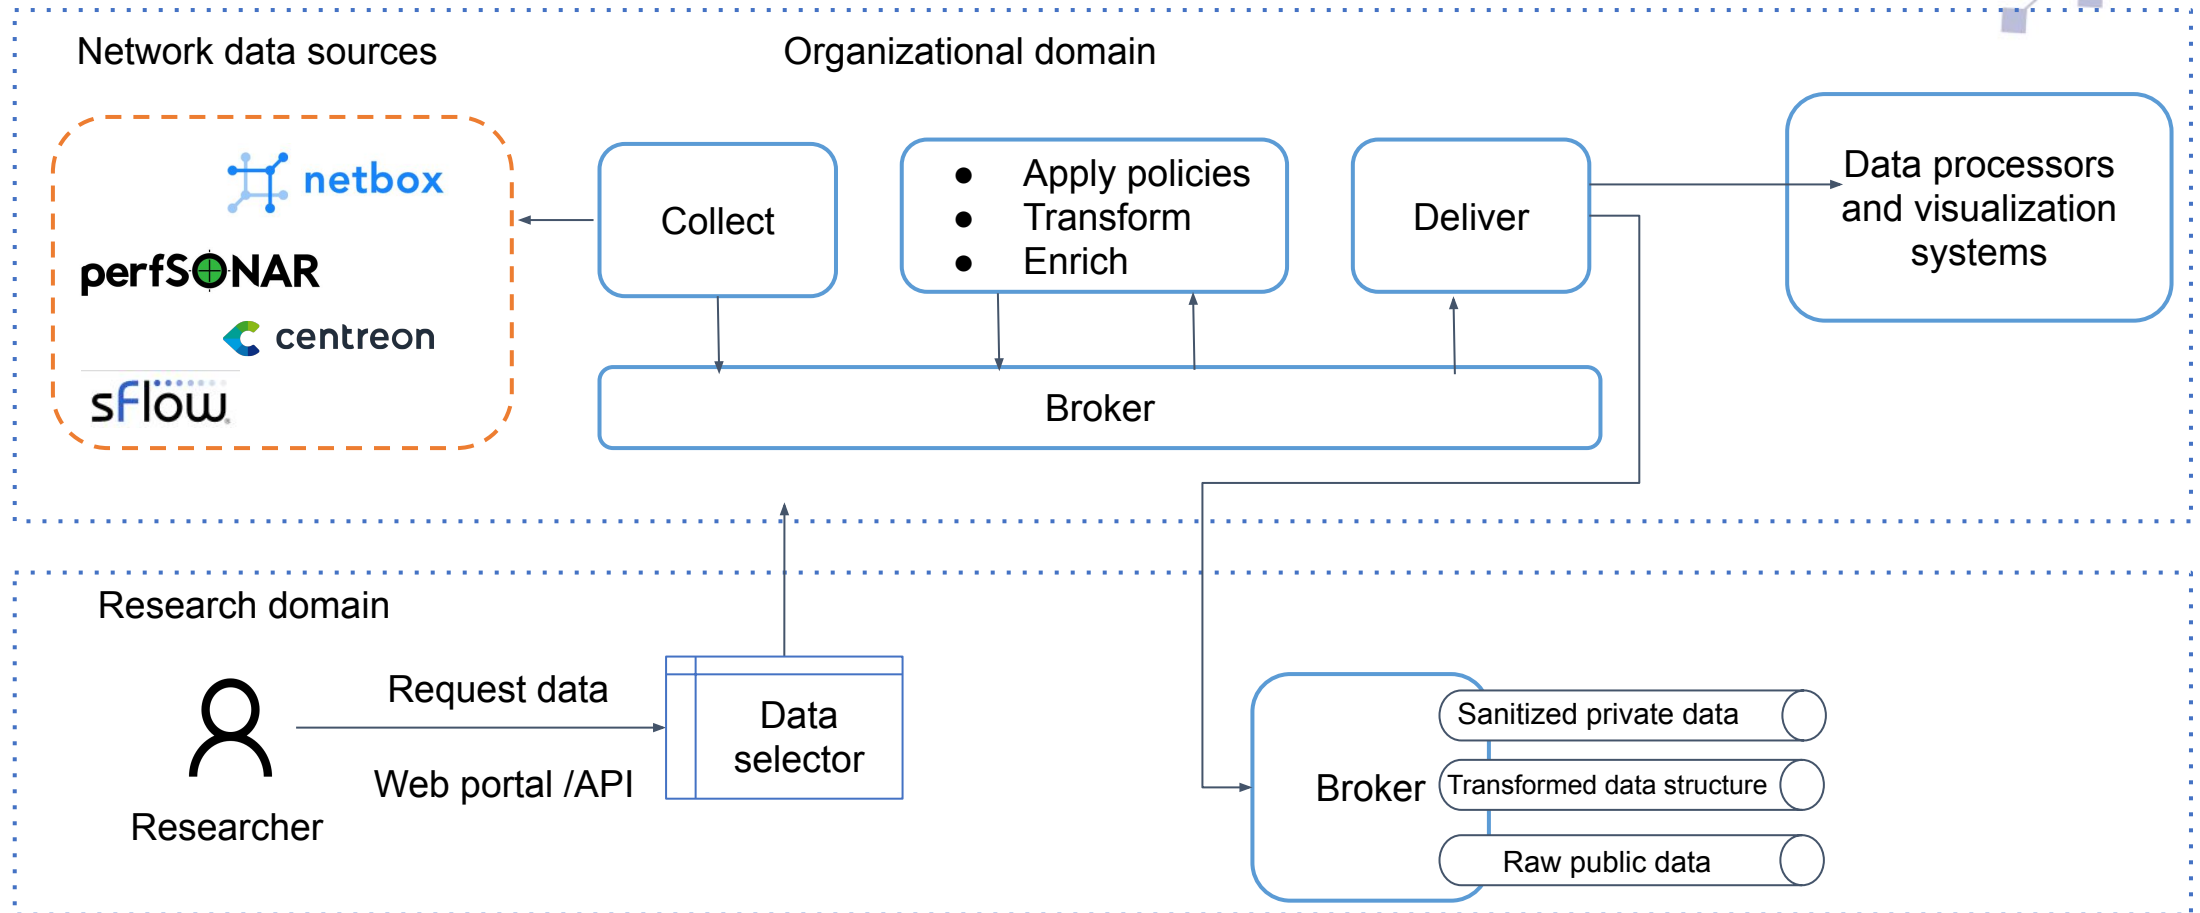 Network data sources
Organizational domain
netbox
perfSONAR
centreon
sFlow
Collect
● Apply policies
● Transform
● Enrich
Deliver
Data processors
and visualization
systems
Broker
Research domain
Researcher
Request data
Web portal /API
Data
selector
Broker
Sanitized private data
Transformed data structure
Raw public data